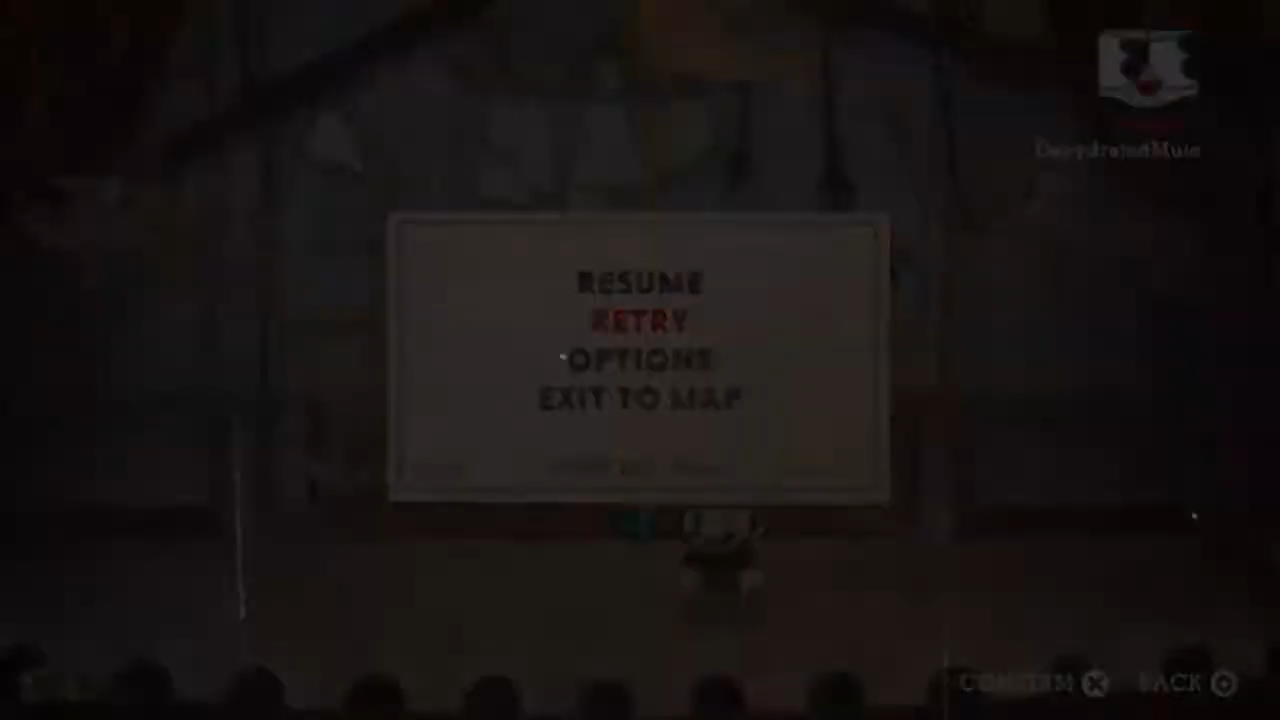 RESUME
RETRY
OPTIONS
EXIT TO MAP
CONFIRM
BACK